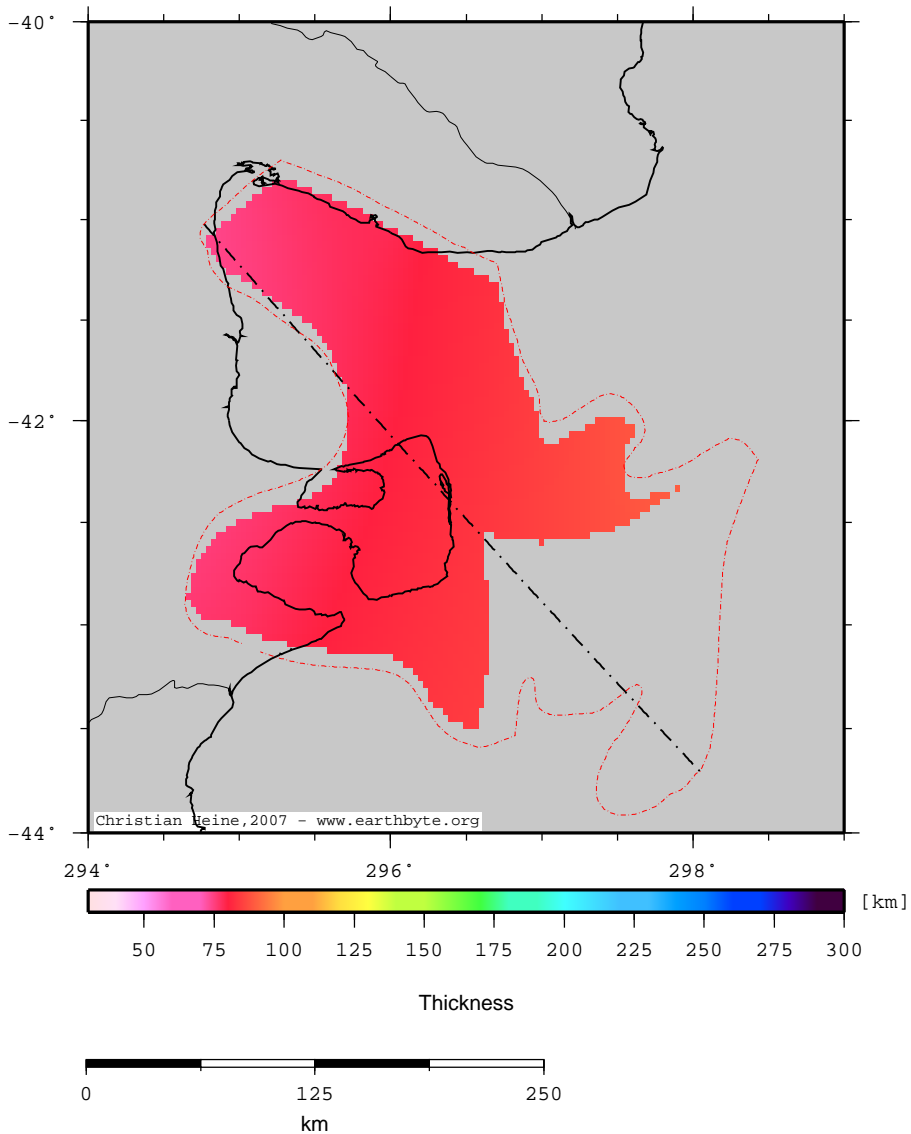 -40°
-42°
-44°
Christian Heine,2007 - www.earthbyte.org
294° 296° 298°
[km]
50 75 100 125 150 175 200 225 250 275 300
Thickness
0 125 250
km